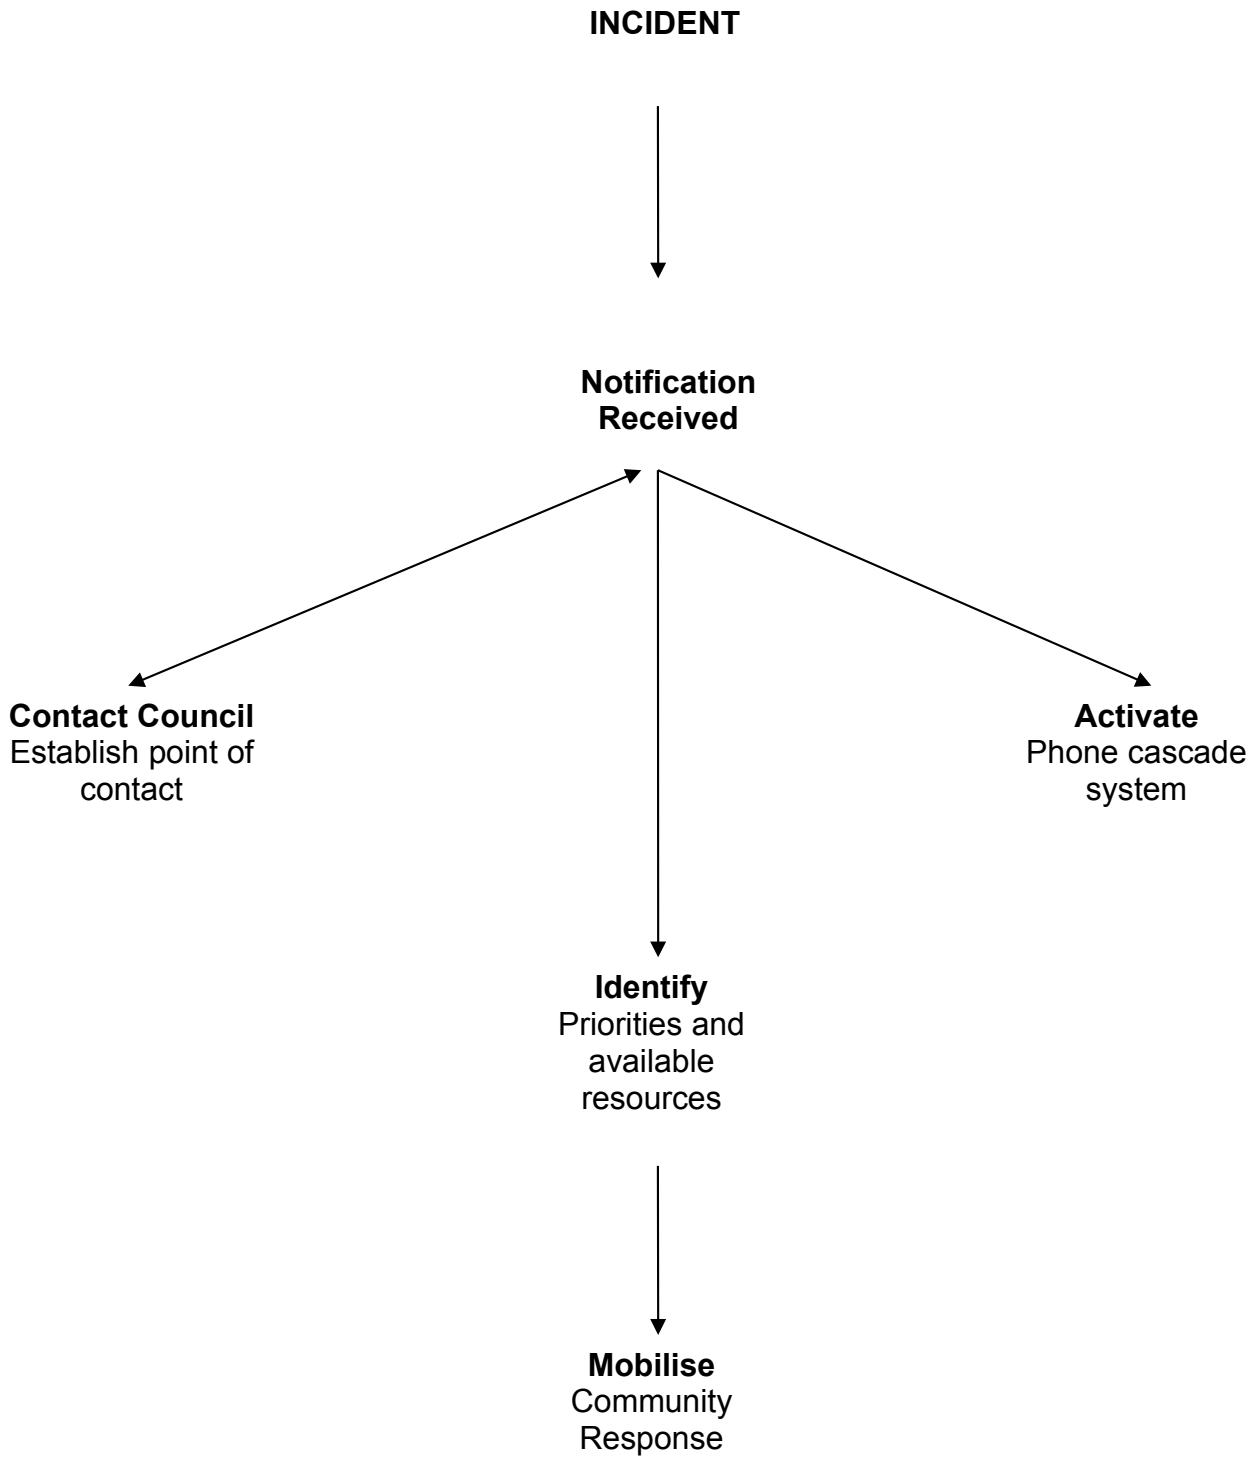 INCIDENT
Notification
Received
Contact Council
Establish point of
contact
Activate
Phone cascade
system
Identify
Priorities and
available
resources
Mobilise
Community
Response